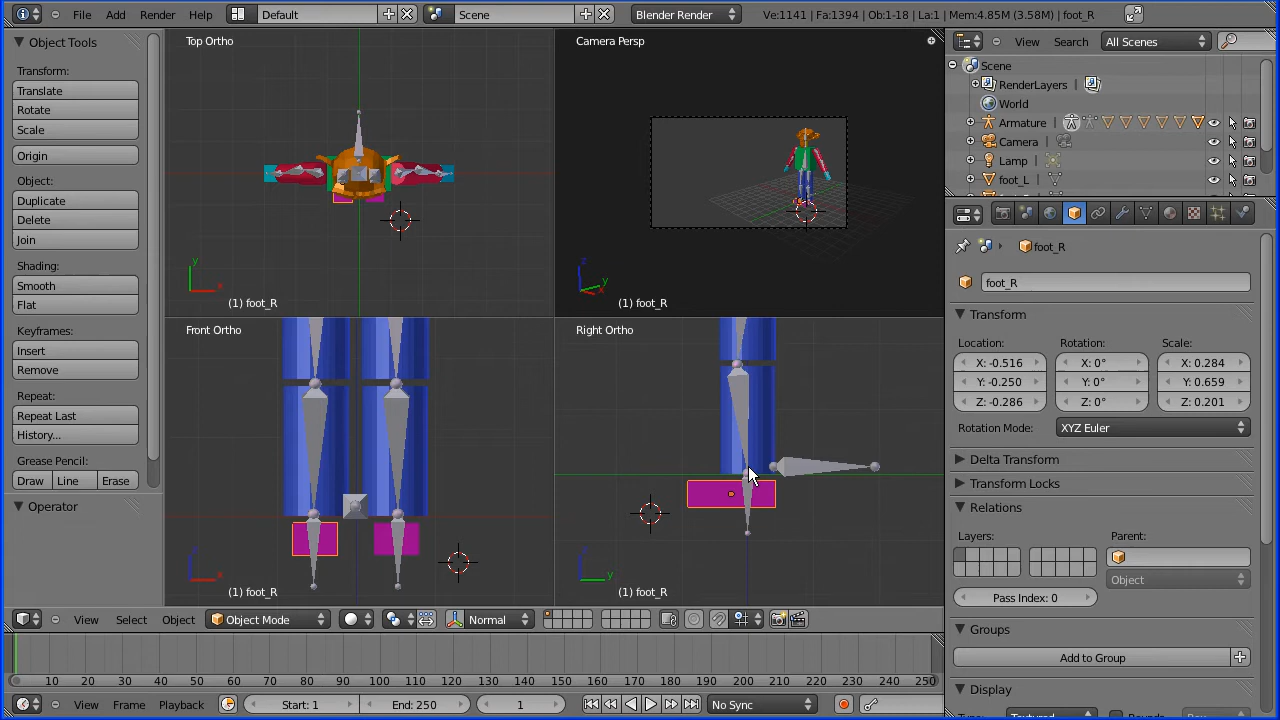 File Add Render Help Default Scene Blender Render Ve:1141 | Fa:1394 | Ob:1-18 | La:1 | Mem:4.85M (3.58M) | foot_R
Object Tools
Transform:
Translate
Rotate
Scale
Origin
Object:
Duplicate
Delete
Join
Shading:
Smooth
Flat
Keyframes:
Insert
Remove
Repeat:
Repeat Last
History...
Grease Pencil:
Draw Line Erase
Operator
Top Ortho
y
x
(1) foot_R
Camera Persp
z
y
x
(1) foot_R
Front Ortho
z
x
(1) foot_R
Right Ortho
z
y
(1) foot_R
View Select Object Object Mode Normal
10 20 30 40 50 60 70 80 90 100 110 120 130 140 150 160 170 180 190 200 210 220 230 240 250
View Frame Playback Start: 1 End: 250 1 No Sync
View Search All Scenes
Scene
RenderLayers |
World
Armature |
Camera |
Lamp |
foot_L |
foot_R
foot_R
Transform
Location: Rotation: Scale:
X: -0.516 X: 0° X: 0.284
Y: -0.250 Y: 0° Y: 0.659
Z: -0.286 Z: 0° Z: 0.201
Rotation Mode: XYZ Euler
Delta Transform
Transform Locks
Relations
Layers: Parent:
Object
Pass Index: 0
Groups
Add to Group
Display